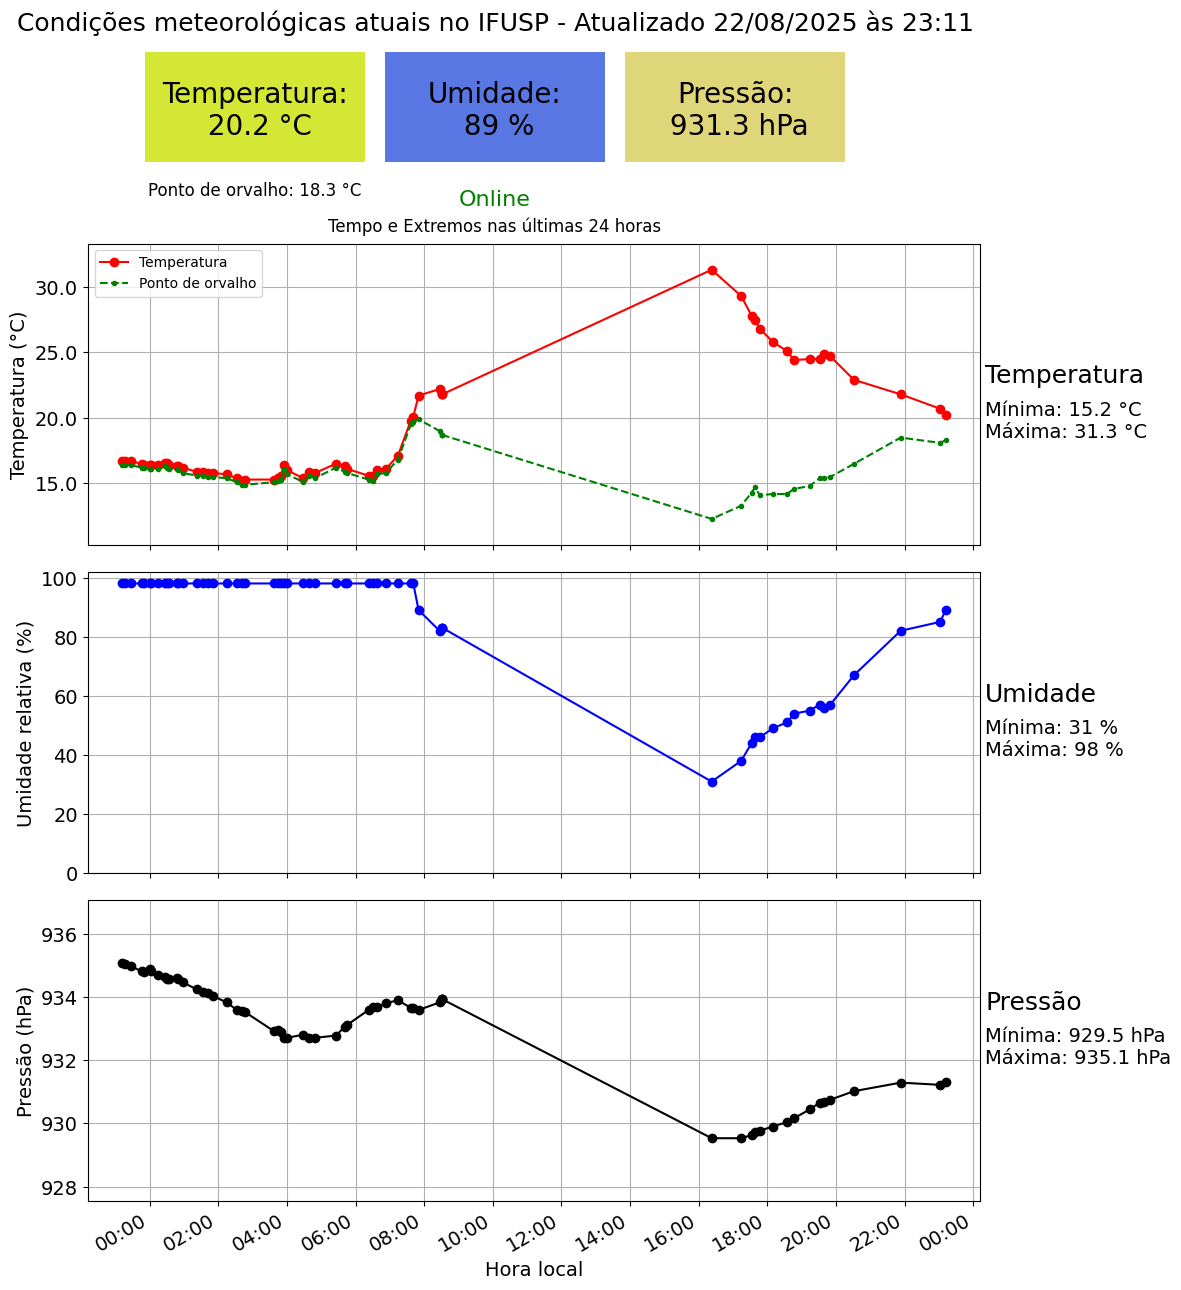 Condições meteorológicas atuais no IFUSP - Atualizado 22/08/2025 às 23:11
Temperatura:
20.2 °C
Umidade:
89 %
Pressão:
931.3 hPa
Ponto de orvalho: 18.3 °C
Online
Tempo e Extremos nas últimas 24 horas
Temperatura
Ponto de orvalho
Temperatura (°C)
30.0
25.0
20.0
15.0
Temperatura
Mínima: 15.2 °C
Máxima: 31.3 °C
Umidade relativa (%)
100
80
60
40
20
0
Umidade
Mínima: 31 %
Máxima: 98 %
Pressão (hPa)
936
934
932
930
928
Pressão
Mínima: 929.5 hPa
Máxima: 935.1 hPa
00:00 02:00 04:00 06:00 08:00 10:00 12:00 14:00 16:00 18:00 20:00 22:00 00:00
Hora local